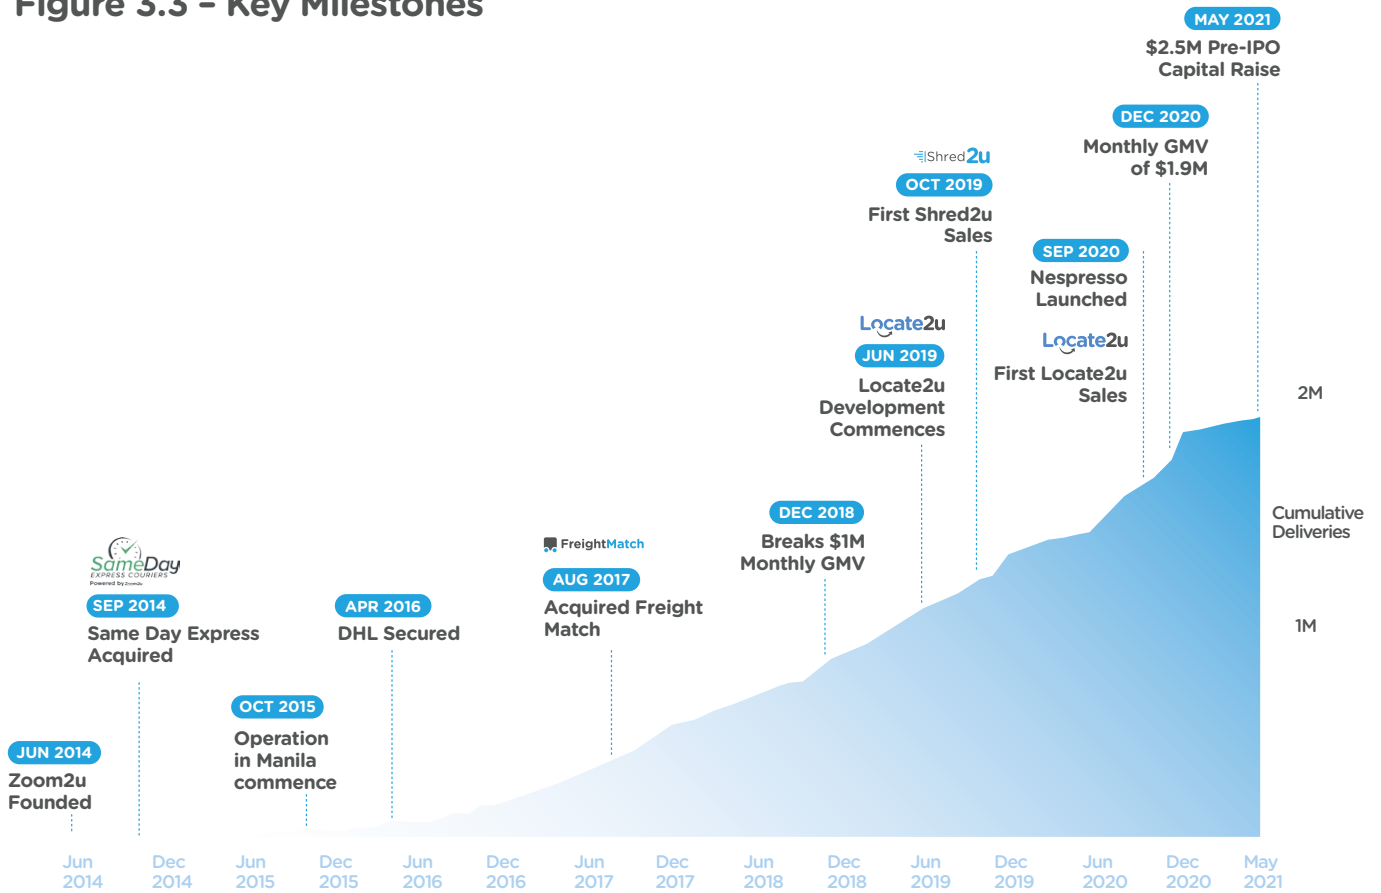 Figure 3.3 – Key Milestones
MAY 2021
$2.5M Pre-IPO
Capital Raise
DEC 2020
Monthly GMV
of $1.9M
Shred2u
OCT 2019
First Shred2u
Sales
SEP 2020
Nespresso
Launched
Locate2u
First Locate2u
Sales
Locate2u
JUN 2019
Locate2u
Development
Commences
2M
DEC 2018
Breaks $1M
Monthly GMV
Cumulative
Deliveries
FreightMatch
AUG 2017
Acquired Freight
Match
SameDay
EXPRESS COURIERS
Powered by Zoom2u
SEP 2014
Same Day Express
Acquired
APR 2016
DHL Secured
1M
OCT 2015
Operation
in Manila
commence
JUN 2014
Zoom2u
Founded
Jun
2014
Dec
2014
Jun
2015
Dec
2015
Jun
2016
Dec
2016
Jun
2017
Dec
2017
Jun
2018
Dec
2018
Jun
2019
Dec
2019
Jun
2020
Dec
2020
May
2021